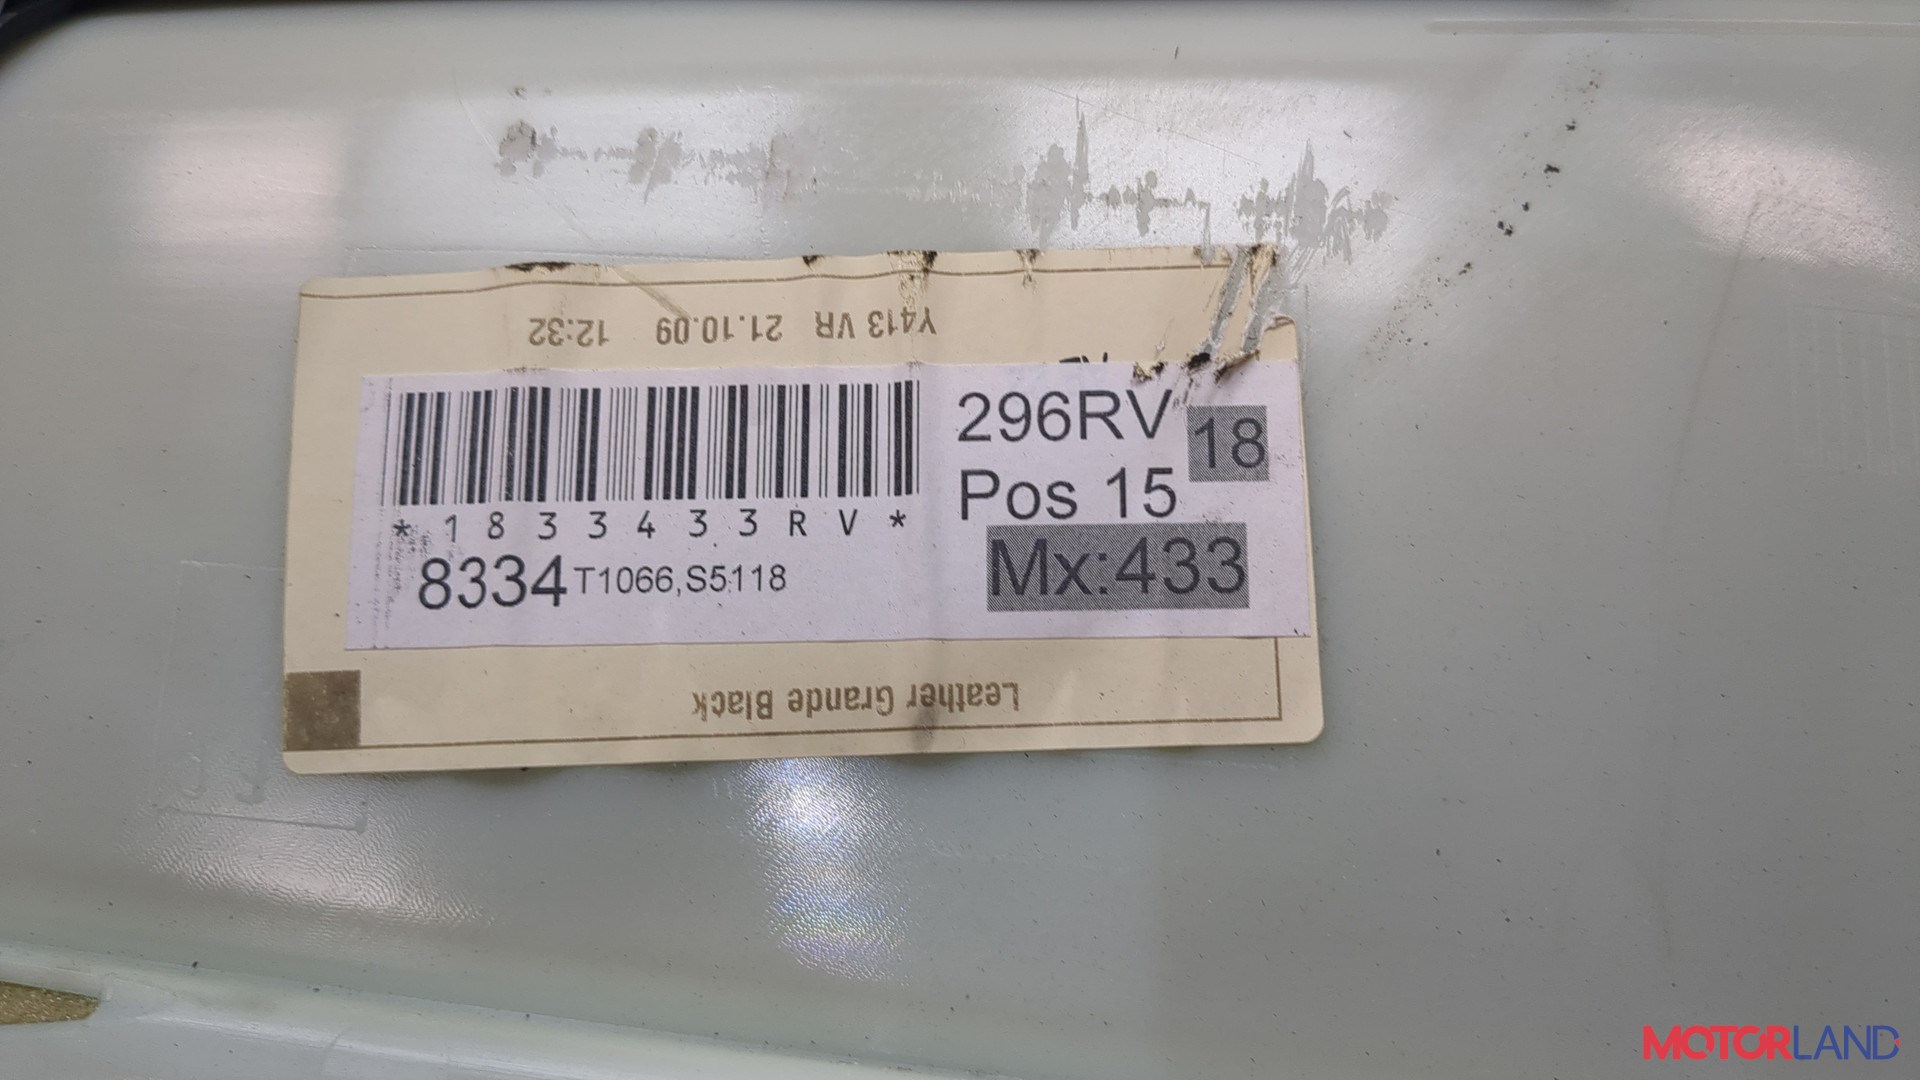 Y413 VR 21.10.09 12:32
296RV
18
*1833433RV*
Pos 15
8334 T1066,S5118
Mx:433
Leather Grande Black
MOTORLAND